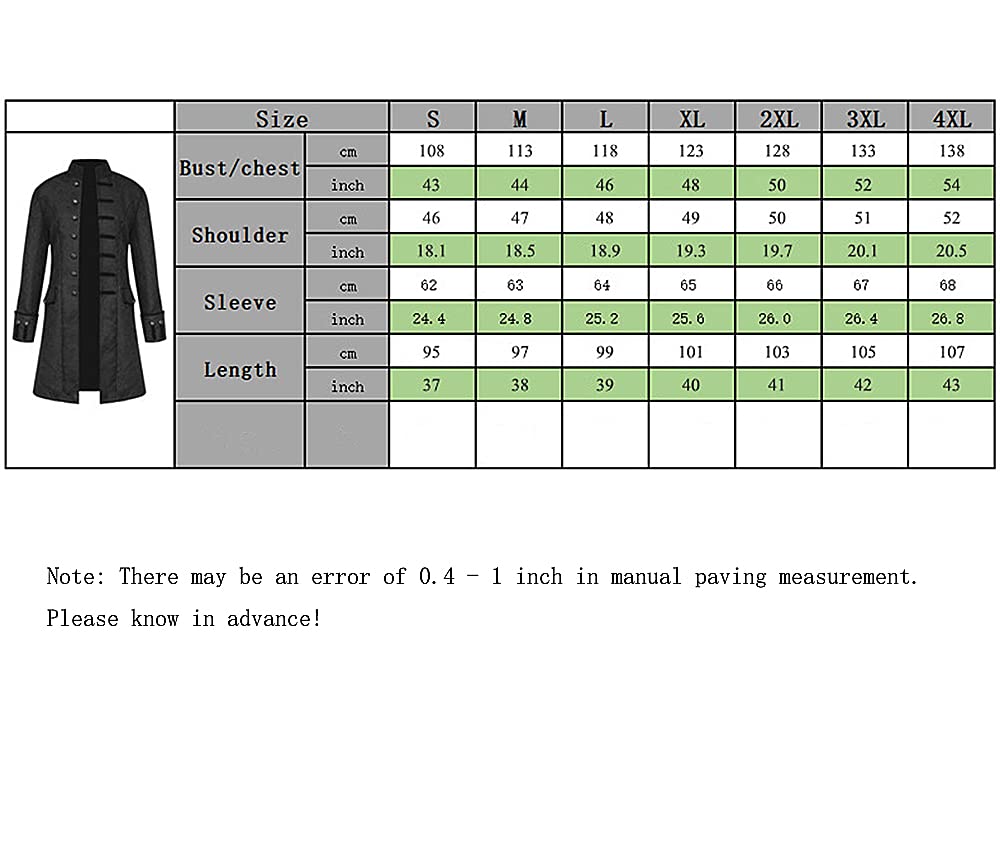 Size S M L XL 2XL 3XL 4XL
Bust/chest cm 108 113 118 123 128 133 138
inch 43 44 46 48 50 52 54
Shoulder cm 46 47 48 49 50 51 52
inch 18.1 18.5 18.9 19.3 19.7 20.1 20.5
Sleeve cm 62 63 64 65 66 67 68
inch 24.4 24.8 25.2 25.6 26.0 26.4 26.8
Length cm 95 97 99 101 103 105 107
inch 37 38 39 40 41 42 43
Note: There may be an error of 0.4 - 1 inch in manual paving measurement.
Please know in advance!